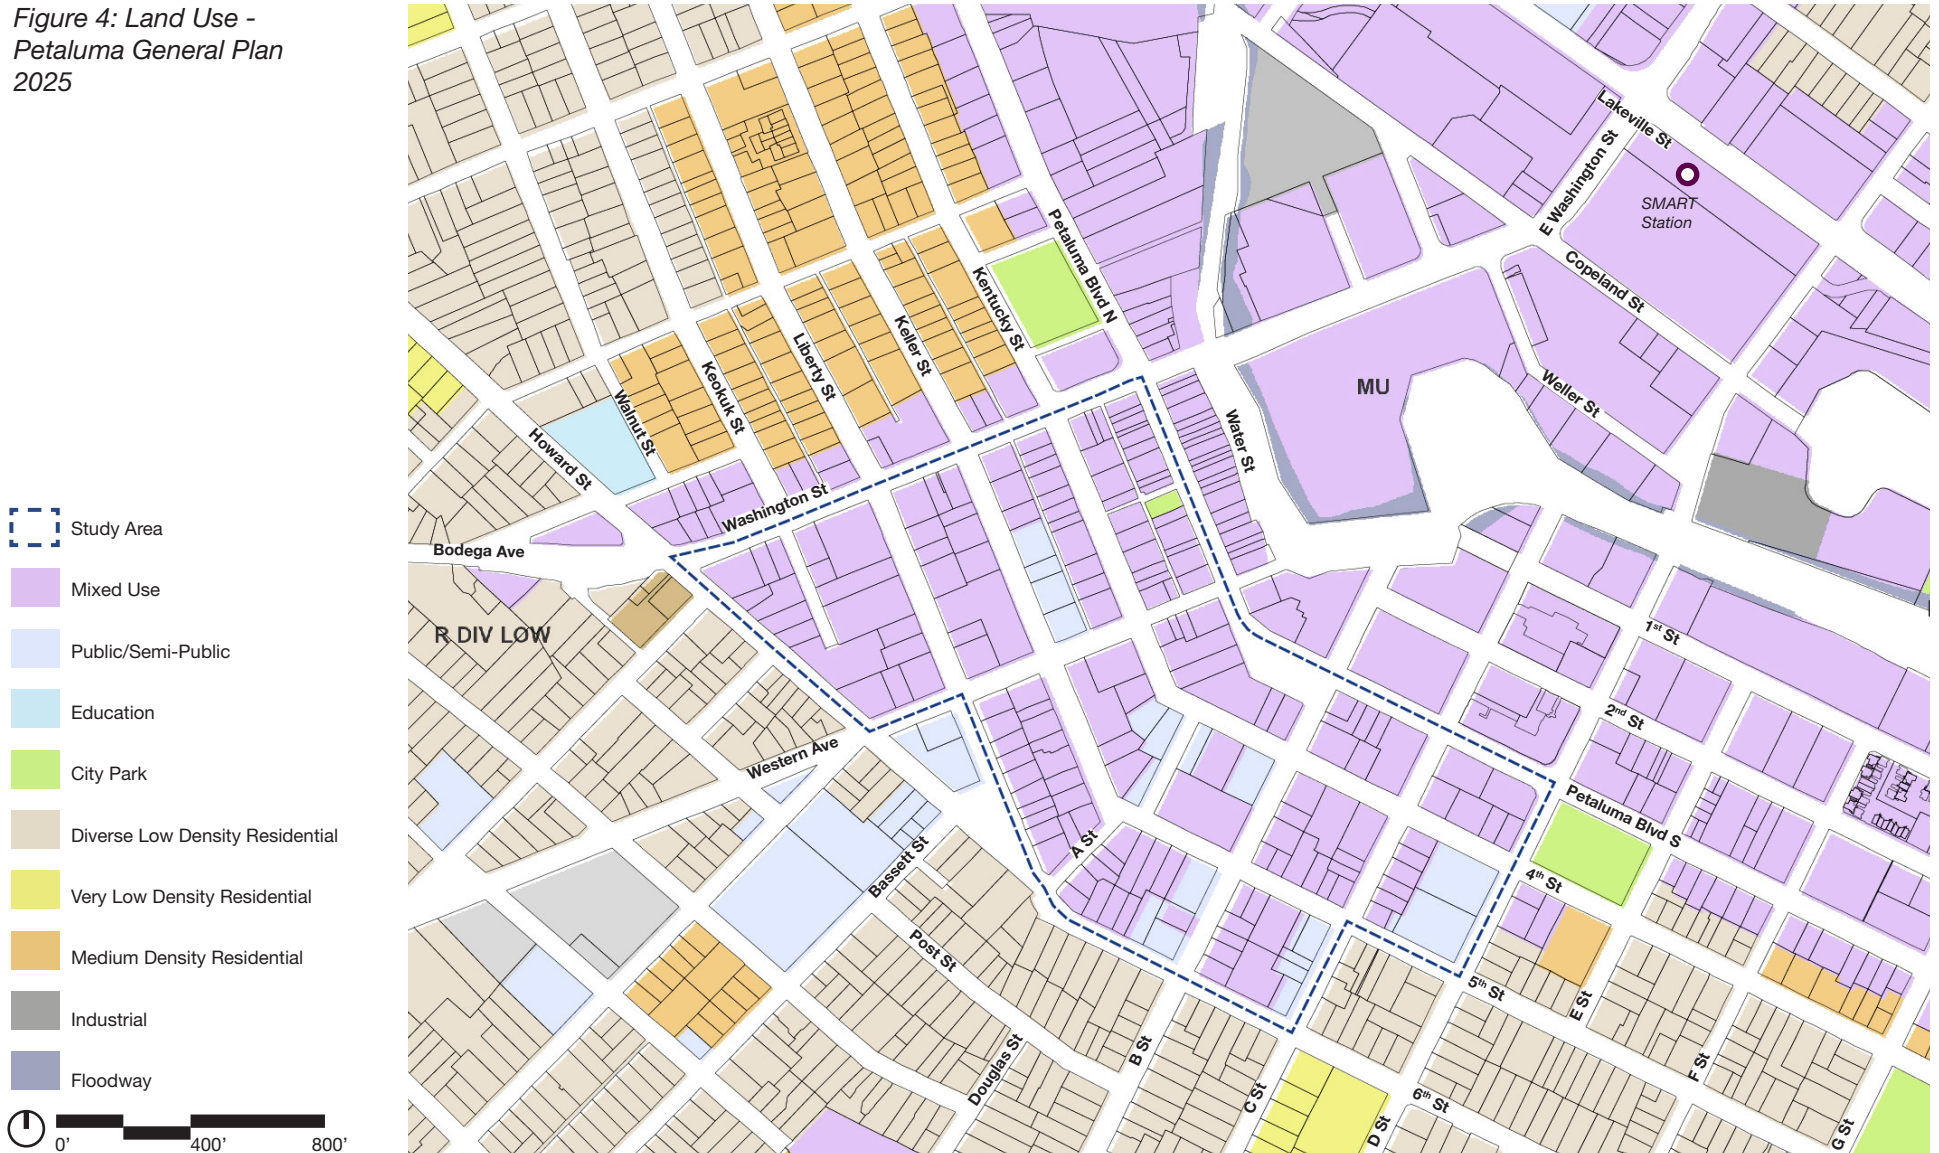 Figure 4: Land Use -
Petaluma General Plan
2025
Study Area
Mixed Use
Public/Semi-Public
Education
City Park
Diverse Low Density Residential
Very Low Density Residential
Medium Density Residential
Industrial
Floodway
0'
400'
800'
Lakeville St
E Washington St
SMART
Station
Petaluma Blvd N
Copeland St
Kentucky St
Keller St
Liberty St
Keokuk St
Walnut St
Howard St
MU
Weller St
Water St
Washington St
Bodega Ave
R DIV LOW
1st St
2nd St
Western Ave
Petaluma Blvd S
A St
Bassett St
4th St
Post St
5th St
E St
B St
Douglas St
F St
C St
6th St
D St
G St